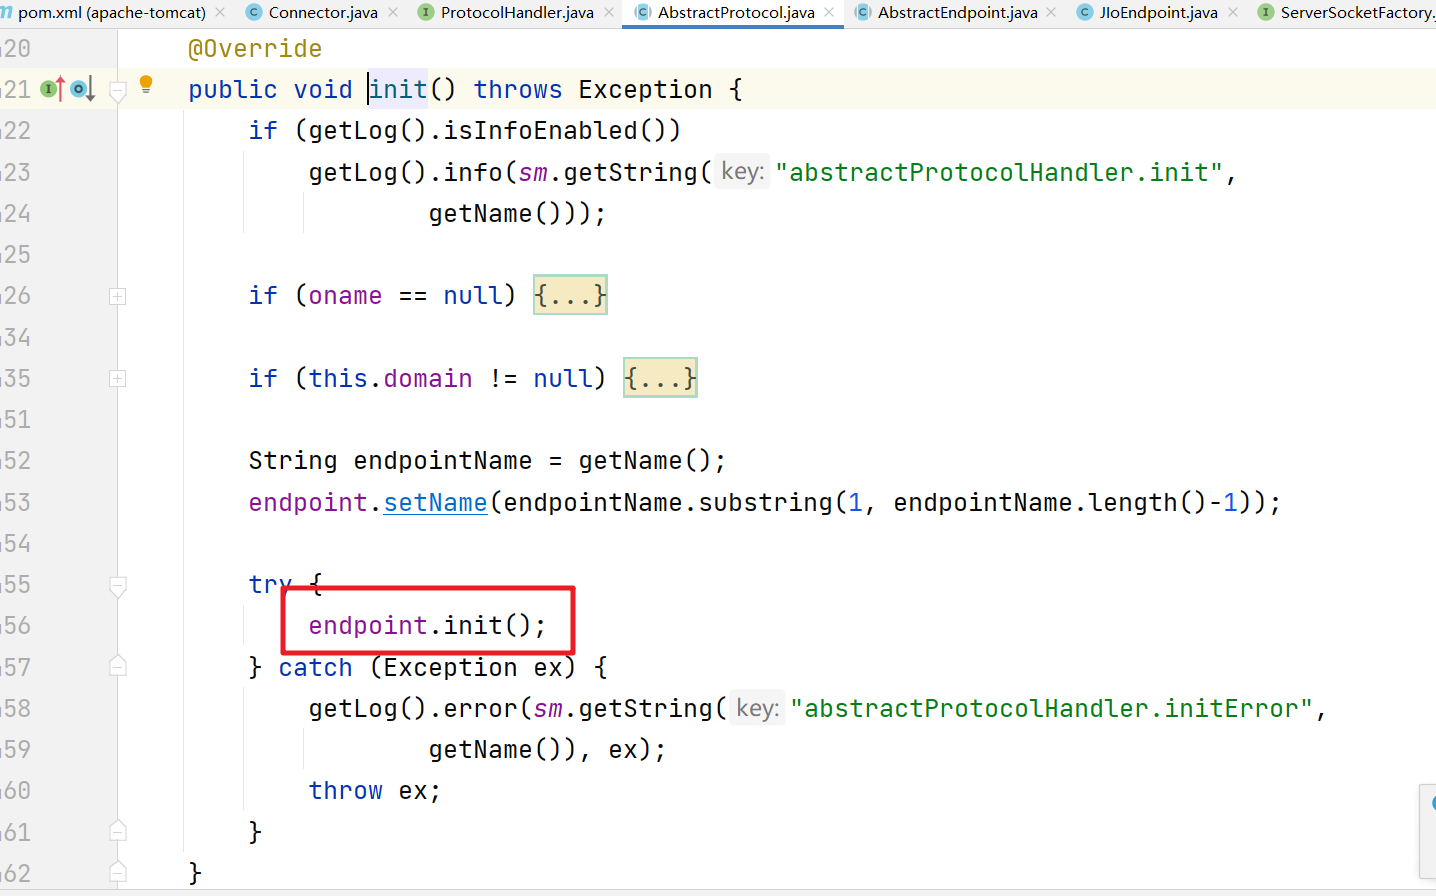 pom.xml (apache-tomcat) Connector.java ProtocolHandler.java AbstractProtocol.java AbstractEndpoint.java JIoEndpoint.java ServerSocketFactory.
20 @Override
21 public void init() throws Exception {
22 if (getLog().isInfoEnabled())
23 getLog().info(sm.getString( key: "abstractProtocolHandler.init",
24 getName()));
25
26 if (oname == null) {...}
34
35 if (this.domain != null) {...}
51
52 String endpointName = getName();
53 endpoint.setName(endpointName.substring(1, endpointName.length()-1));
54
55 try {
56 endpoint.init();
57 } catch (Exception ex) {
58 getLog().error(sm.getString( key: "abstractProtocolHandler.initError",
59 getName()), ex);
60 throw ex;
61 }
62 }